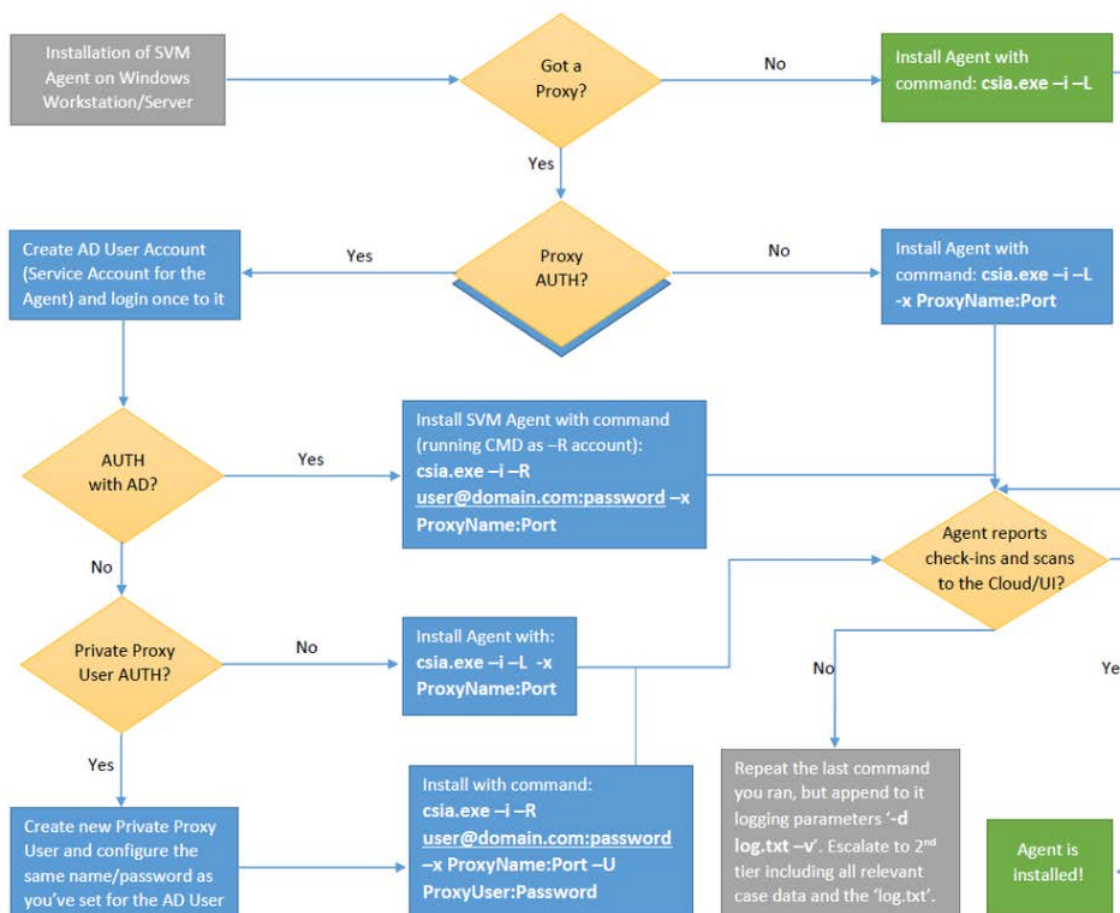 Installation of SVM
Agent on Windows
Workstation/Server
Got a
Proxy?
No
Install Agent with
command: csia.exe –i –L
Yes
Create AD User Account
(Service Account for the
Agent) and login once to it
Yes
Proxy
AUTH?
No
Install Agent with
command: csia.exe –i –L
-x ProxyName:Port
AUTH
with AD?
Yes
Install SVM Agent with command
(running CMD as –R account):
csia.exe –i –R
user@domain.com:password –x
ProxyName:Port
Agent reports
check-ins and scans
to the Cloud/UI?
No
Private Proxy
User AUTH?
No
Install Agent with:
csia.exe –i –L -x
ProxyName:Port
No
Ye
Yes
Create new Private Proxy
User and configure the
same name/password as
you've set for the AD User
Install with command:
csia.exe –i –R
user@domain.com:password
–x ProxyName:Port –U
ProxyUser:Password
Repeat the last command
you ran, but append to it
logging parameters '-d
log.txt –v'. Escalate to 2nd
tier including all relevant
case data and the 'log.txt'.
Agent is
installed!